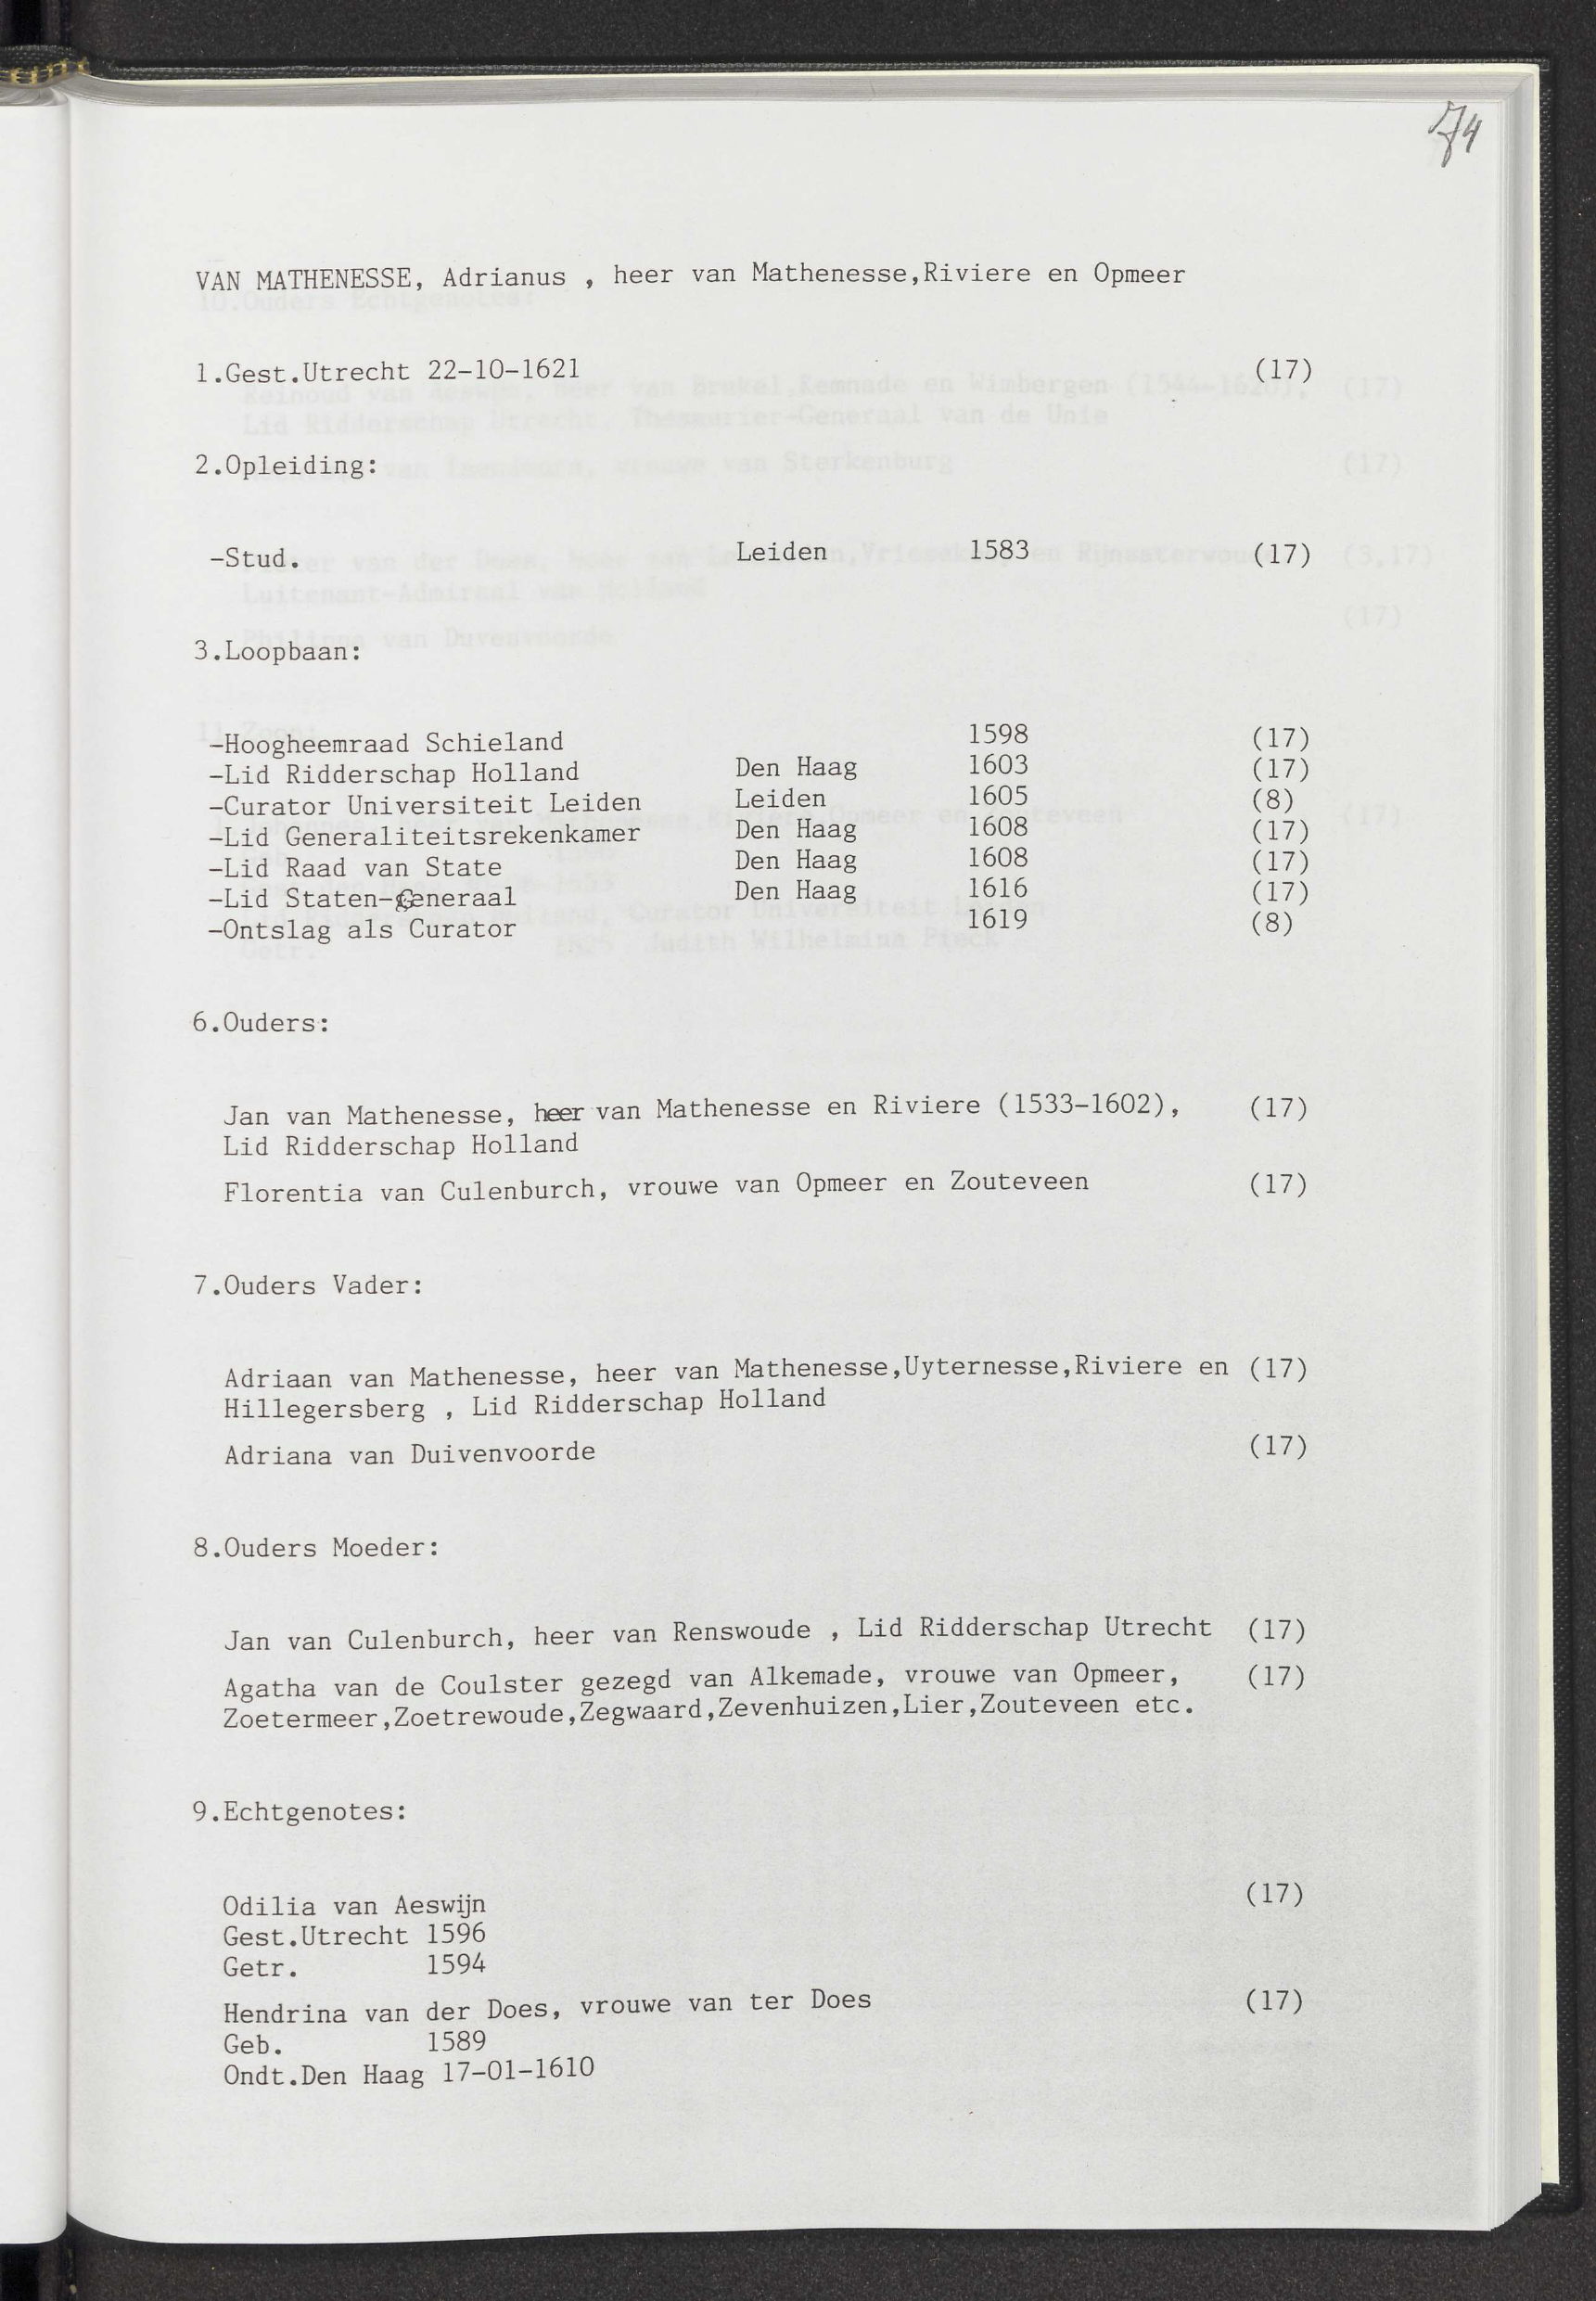 74
VAN MATHENESSE, Adrianus , heer van Mathenesse,Riviere en Opmeer
1.Gest.Utrecht 22-10-1621 (17)
2.Opleiding:
-Stud. Leiden 1583 (17)
3.Loopbaan:
-Hoogheemraad Schieland 1598 (17)
-Lid Ridderschap Holland Den Haag 1603 (17)
-Curator Universiteit Leiden Leiden 1605 (8)
-Lid Generaliteitsrekenkamer Den Haag 1608 (17)
-Lid Raad van State Den Haag 1608 (17)
-Lid Staten-Generaal Den Haag 1616 (17)
-Ontslag als Curator 1619 (8)
6.Ouders:
Jan van Mathenesse, heer van Mathenesse en Riviere (1533-1602), (17)
Lid Ridderschap Holland
Florentia van Culenburch, vrouwe van Opmeer en Zouteveen (17)
7.Ouders Vader:
Adriaan van Mathenesse, heer van Mathenesse,Uyternesse,Riviere en (17)
Hillegersberg , Lid Ridderschap Holland
Adriana van Duivenvoorde (17)
8.Ouders Moeder:
Jan van Culenburch, heer van Renswoude , Lid Ridderschap Utrecht (17)
Agatha van de Coulster gezegd van Alkemade, vrouwe van Opmeer, (17)
Zoetermeer,Zoetrewoude,Zegwaard,Zevenhuizen,Lier,Zouteveen etc.
9.Echtgenotes:
Odilia van Aeswijn (17)
Gest.Utrecht 1596
Getr. 1594
Hendrina van der Does, vrouwe van ter Does (17)
Geb. 1589
Ondt.Den Haag 17-01-1610